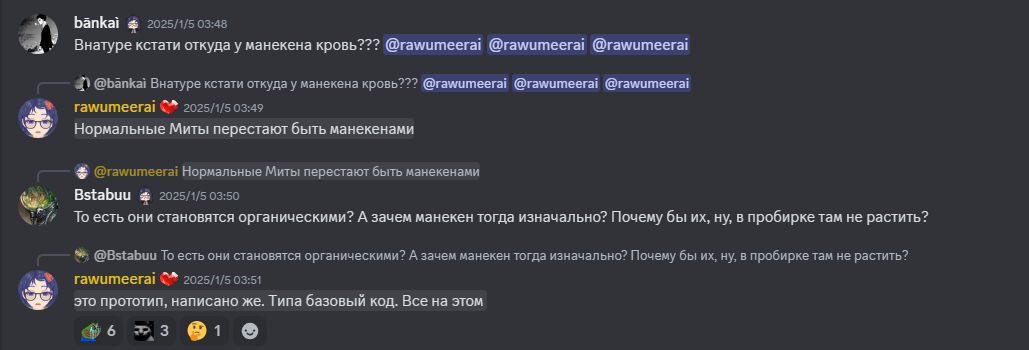 bānkaì 2025/1/5 03:48
Внатуре кстати откуда у манекена кровь??? @rawumeerai @rawumeerai @rawumeerai
@bānkaì Внатуре кстати откуда у манекена кровь??? @rawumeerai @rawumeerai @rawumeerai
rawumeerai 2025/1/5 03:49
Нормальные Миты перестают быть манекенами
@rawumeerai Нормальные Миты перестают быть манекенами
Bstabuu 2025/1/5 03:50
То есть они становятся органическими? А зачем манекен тогда изначально? Почему бы их, ну, в пробирке там не растить?
@Bstabuu То есть они становятся органическими? А зачем манекен тогда изначально? Почему бы их, ну, в пробирке там не растить?
rawumeerai 2025/1/5 03:51
это прототип, написано же. Типа базовый код. Все на этом
6 3 1